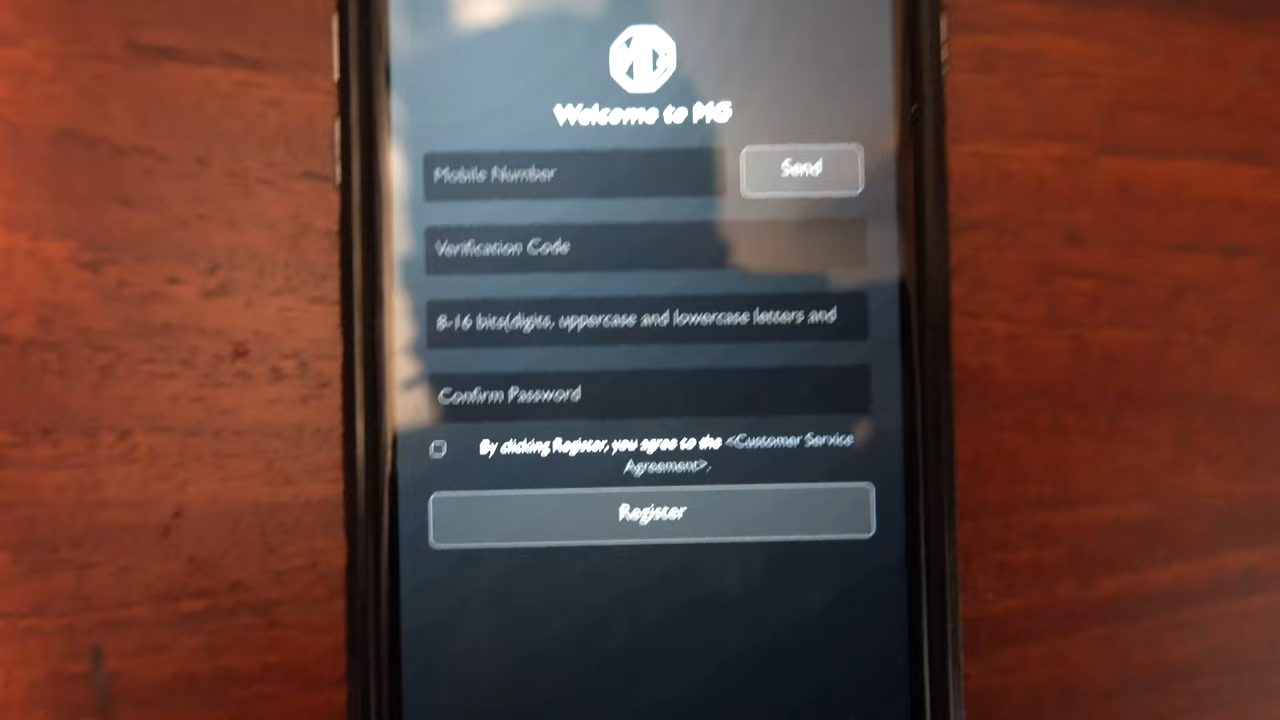 MG
Welcome to MG
Mobile Number
Send
Verification Code
8-16 bits(digits, uppercase and lowercase letters and
Confirm Password
By clicking Register, you agree to the <Customer Service
Agreement>.
Register